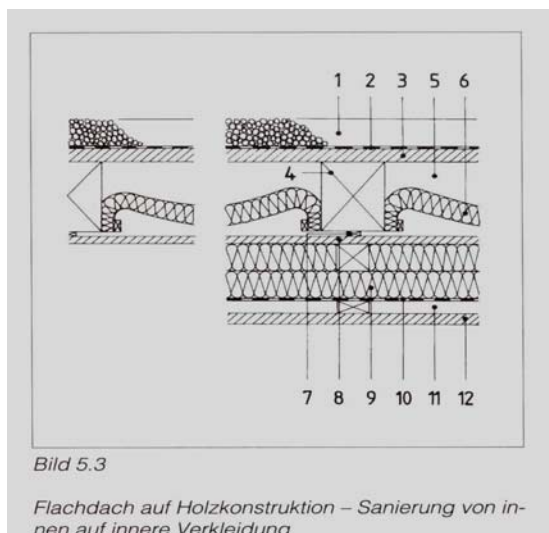 1 2 3 5 6
4
7 8 9 10 11 12
Bild 5.3
Flachdach auf Holzkonstruktion – Sanierung von in-
nen auf innere Verkleidung